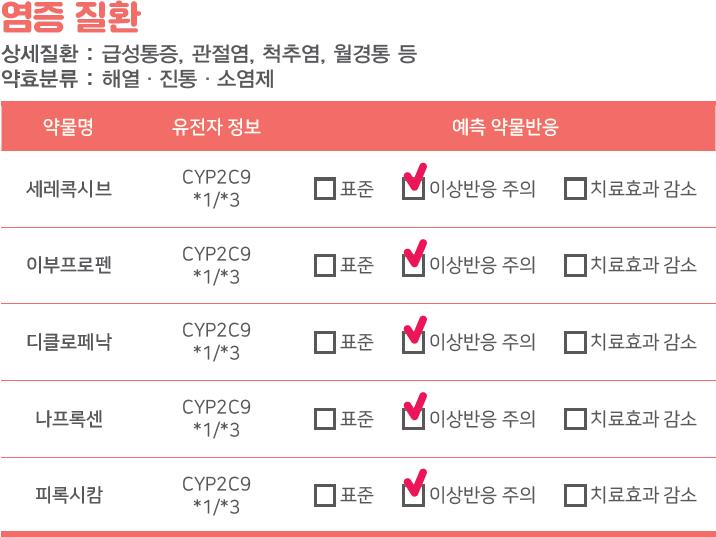 염증 질환
상세질환 : 급성통증, 관절염, 척추염, 월경통 등
약효분류 : 해열 · 진통 · 소염제
약물명 유전자 정보 예측 약물반응
세레콕시브 CYP2C9 *1/*3 표준 이상반응 주의 치료효과 감소
이부프로펜 CYP2C9 *1/*3 표준 이상반응 주의 치료효과 감소
디클로페낙 CYP2C9 *1/*3 표준 이상반응 주의 치료효과 감소
나프록센 CYP2C9 *1/*3 표준 이상반응 주의 치료효과 감소
피록시캄 CYP2C9 *1/*3 표준 이상반응 주의 치료효과 감소